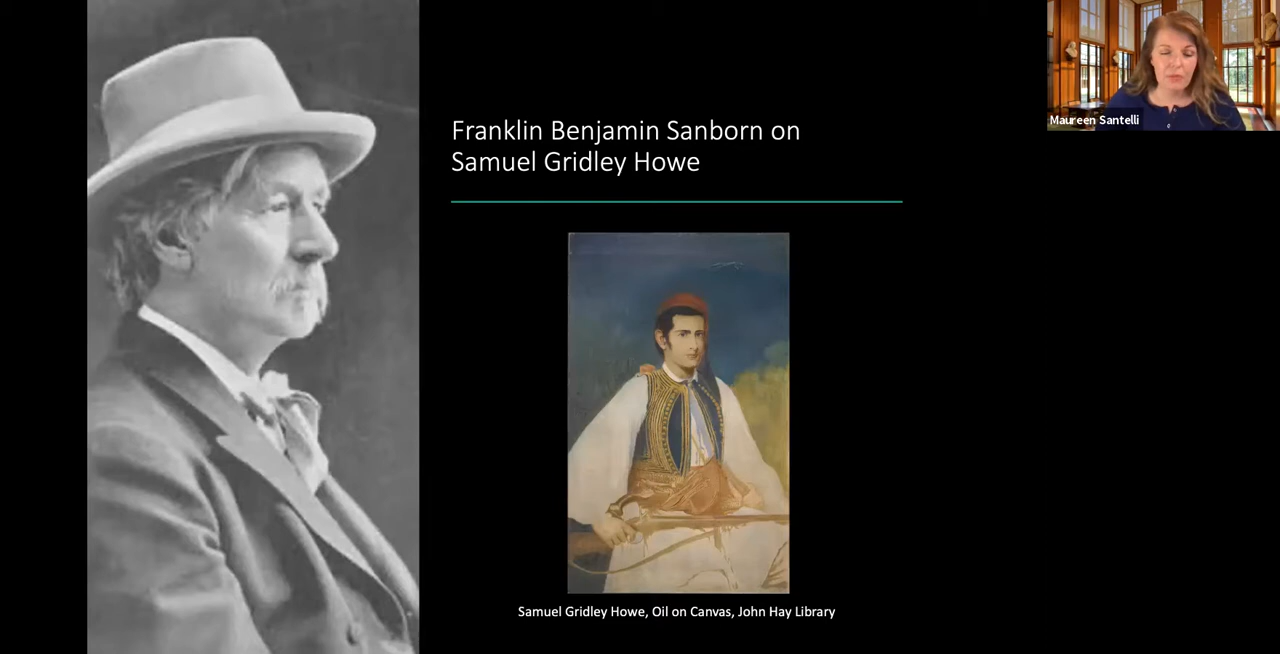 Franklin Benjamin Sanborn on
Samuel Gridley Howe
Samuel Gridley Howe, Oil on Canvas, John Hay Library
Maureen Santelli